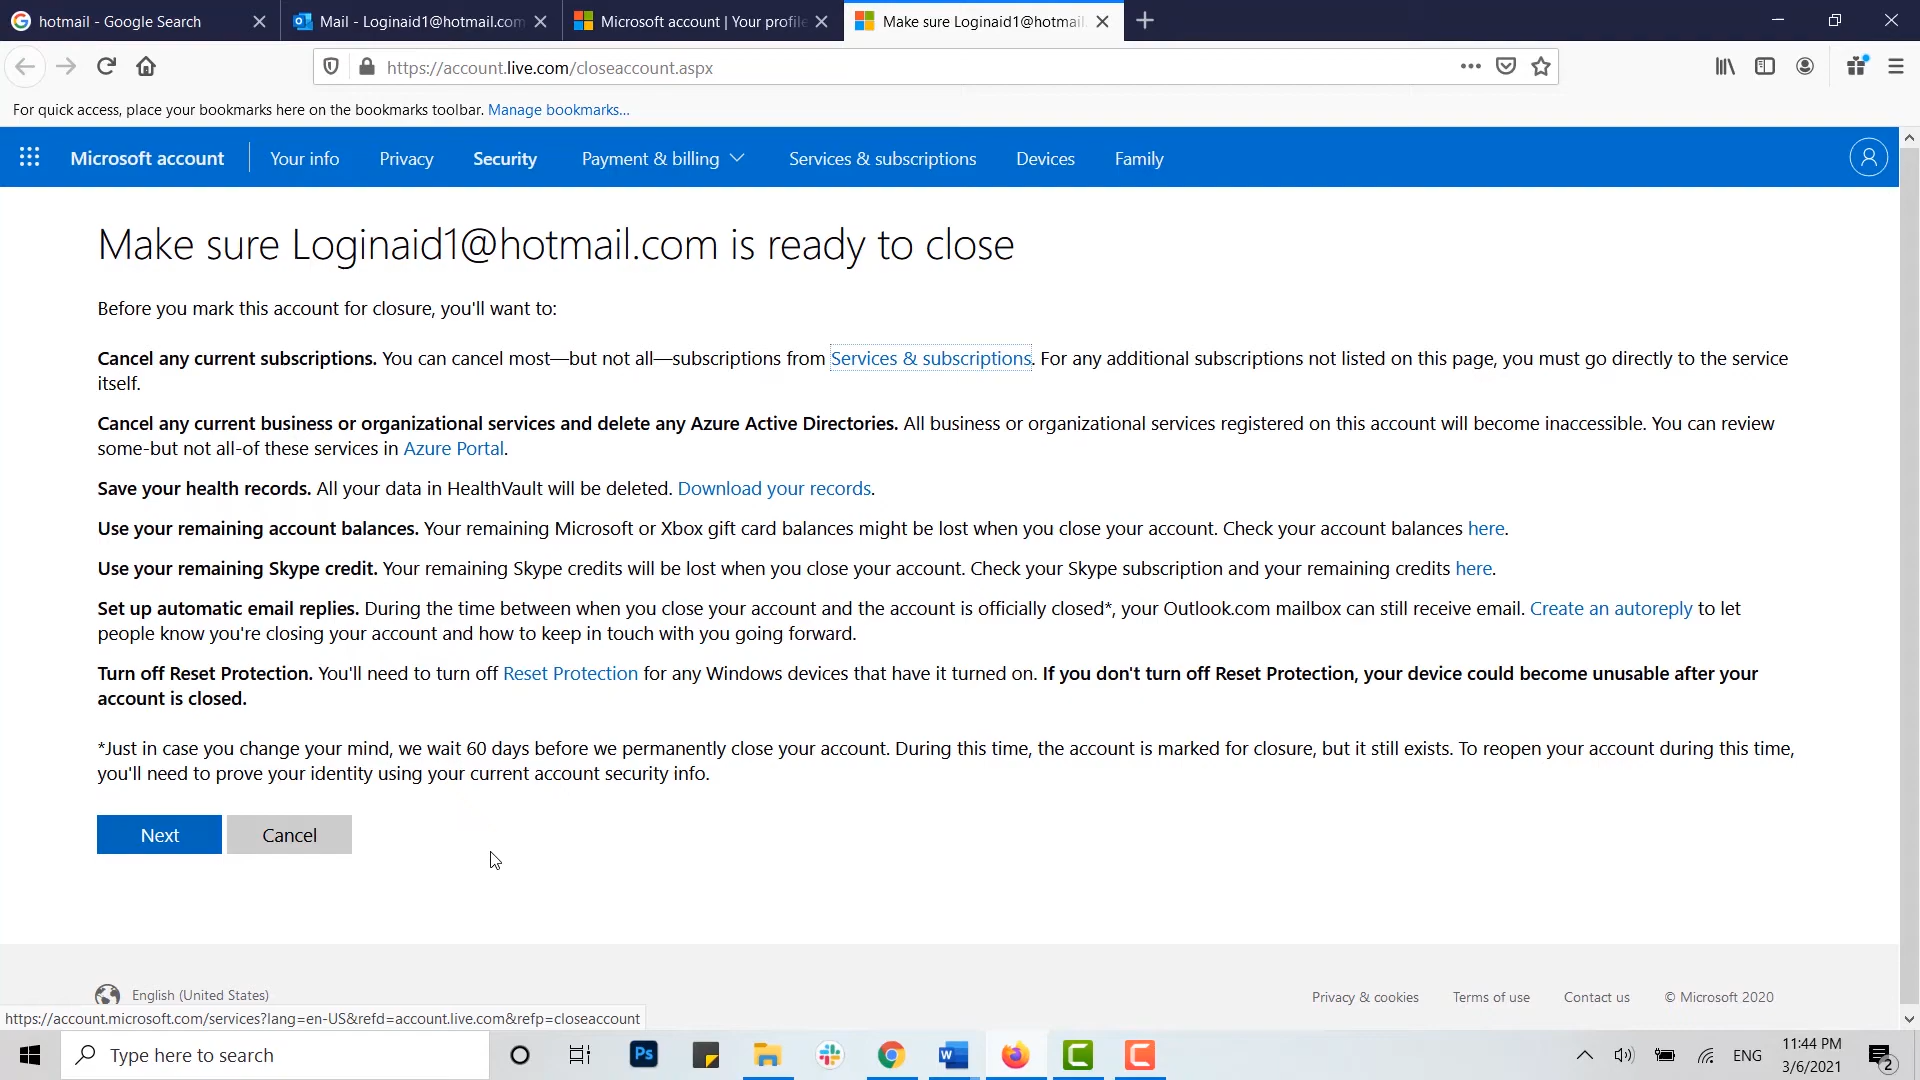 hotmail - Google Search
Mail - Loginaid1@hotmail.com
Microsoft account | Your profile
Make sure Loginaid1@hotmail
https://account.live.com/closeaccount.aspx
For quick access, place your bookmarks here on the bookmarks toolbar. Manage bookmarks...
Microsoft account
Your info
Privacy
Security
Payment & billing
Services & subscriptions
Devices
Family
Make sure Loginaid1@hotmail.com is ready to close
Before you mark this account for closure, you'll want to:
Cancel any current subscriptions. You can cancel most—but not all—subscriptions from Services & subscriptions. For any additional subscriptions not listed on this page, you must go directly to the service
itself.
Cancel any current business or organizational services and delete any Azure Active Directories. All business or organizational services registered on this account will become inaccessible. You can review
some-but not all-of these services in Azure Portal.
Save your health records. All your data in HealthVault will be deleted. Download your records.
Use your remaining account balances. Your remaining Microsoft or Xbox gift card balances might be lost when you close your account. Check your account balances here.
Use your remaining Skype credit. Your remaining Skype credits will be lost when you close your account. Check your Skype subscription and your remaining credits here.
Set up automatic email replies. During the time between when you close your account and the account is officially closed*, your Outlook.com mailbox can still receive email. Create an autoreply to let
people know you're closing your account and how to keep in touch with you going forward.
Turn off Reset Protection. You'll need to turn off Reset Protection for any Windows devices that have it turned on. If you don't turn off Reset Protection, your device could become unusable after your
account is closed.
*Just in case you change your mind, we wait 60 days before we permanently close your account. During this time, the account is marked for closure, but it still exists. To reopen your account during this time,
you'll need to prove your identity using your current account security info.
Next
Cancel
English (United States)
Privacy & cookies
Terms of use
Contact us
© Microsoft 2020
https://account.microsoft.com/services?lang=en-US&refd=account.live.com&refp=closeaccount
Type here to search
Ps
W
C
C
ENG
11:44 PM
3/6/2021
2